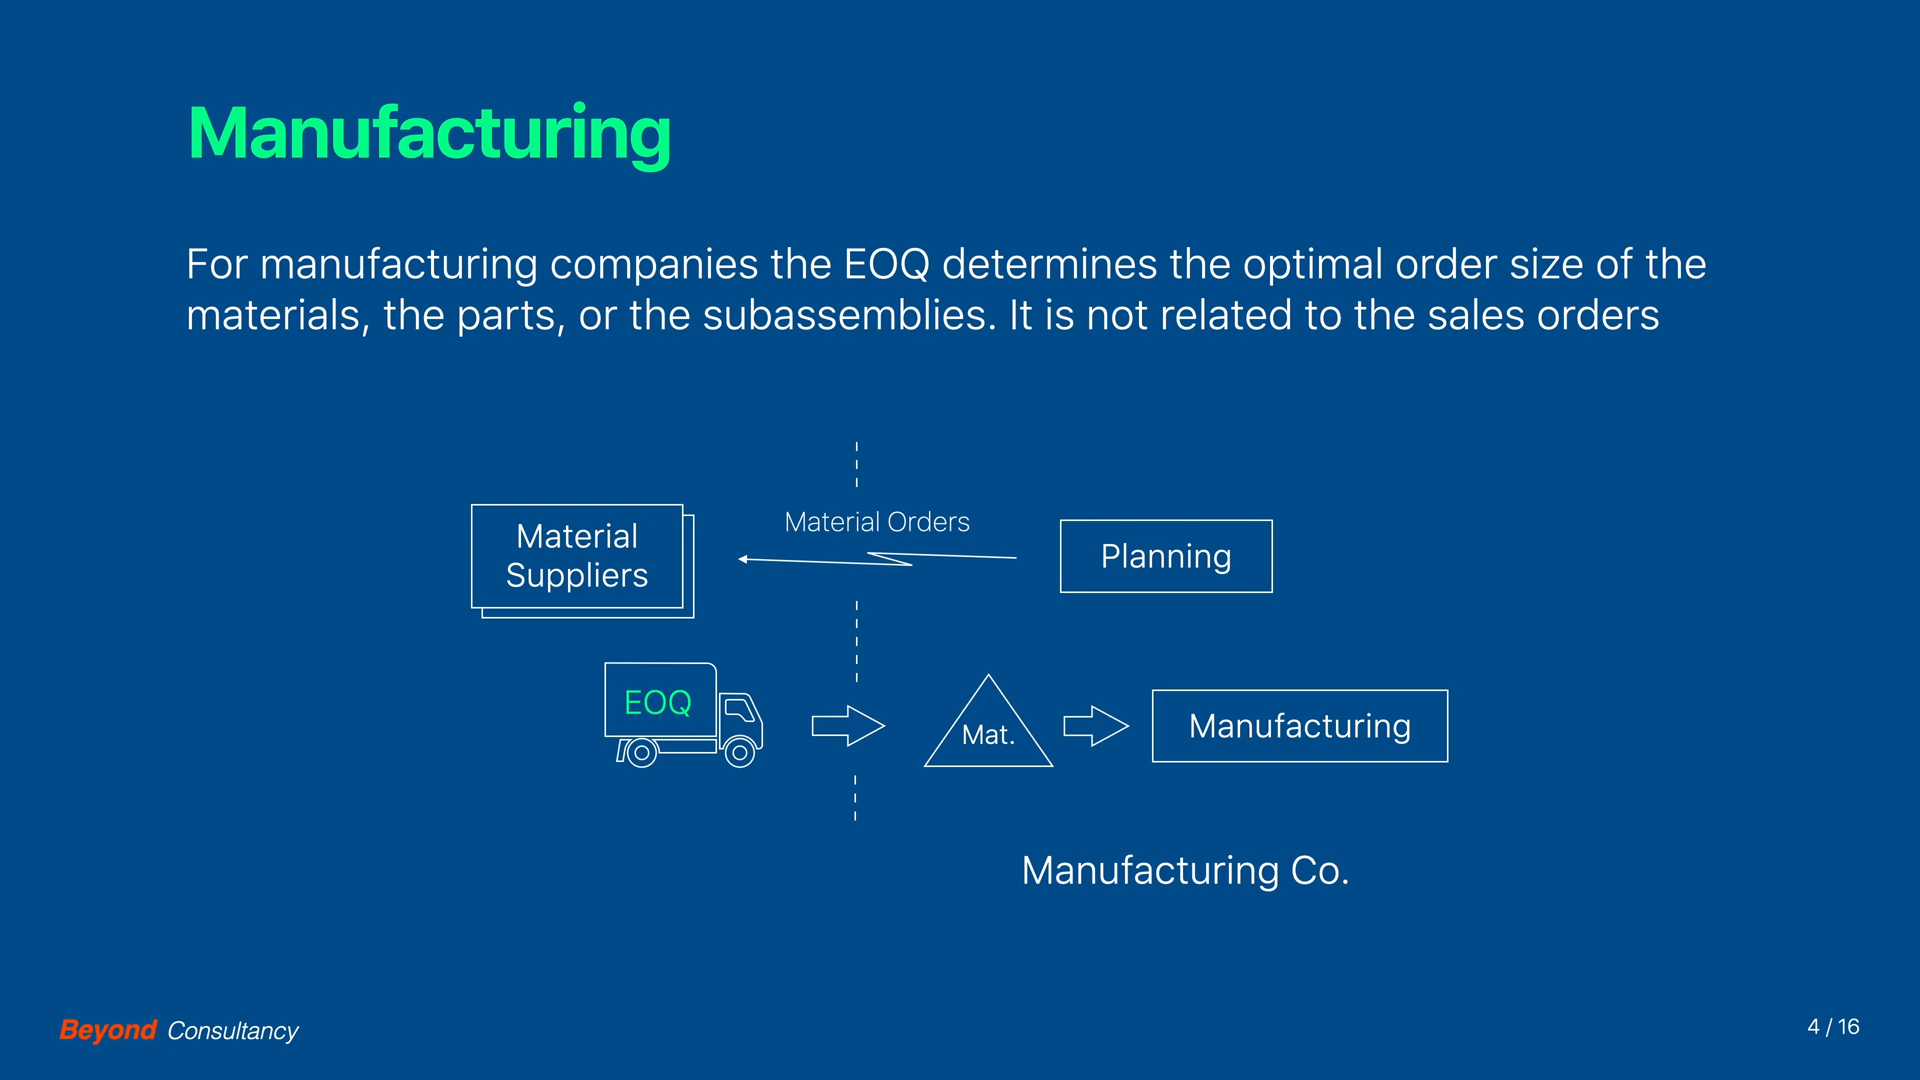 Manufacturing
For manufacturing companies the EOQ determines the optimal order size of the
materials, the parts, or the subassemblies. It is not related to the sales orders
Material
Suppliers
Material Orders
Planning
EOQ
Mat.
Manufacturing
Manufacturing Co.
Beyond Consultancy
4 / 16